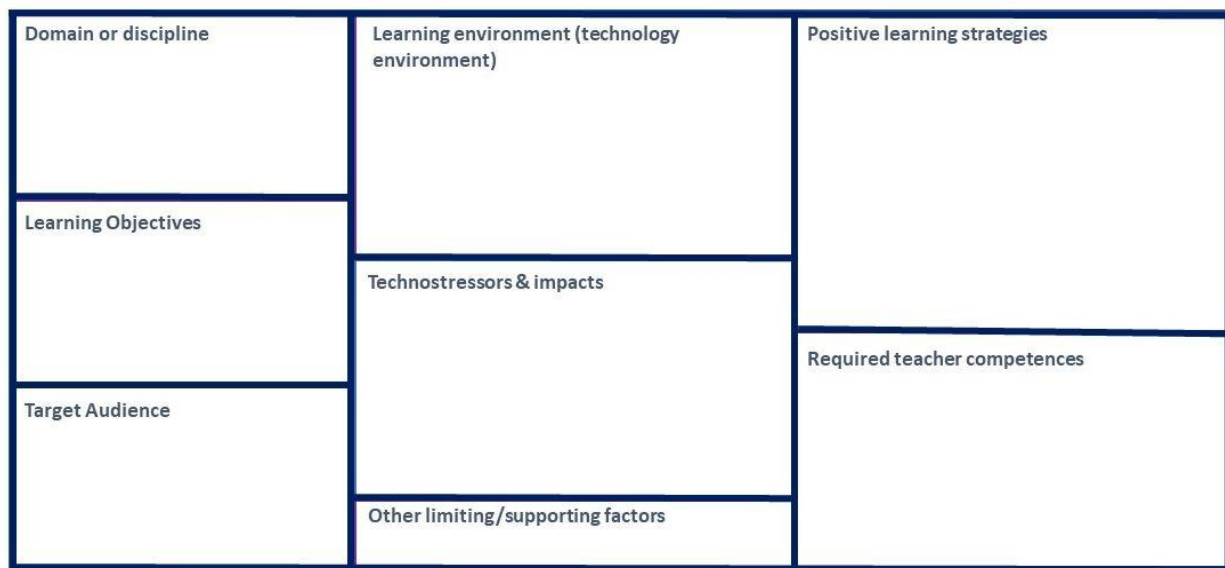 Domain or discipline
Learning Objectives
Target Audience
Learning environment (technology
environment)
Technostressors & impacts
Other limiting/supporting factors
Positive learning strategies
Required teacher competences